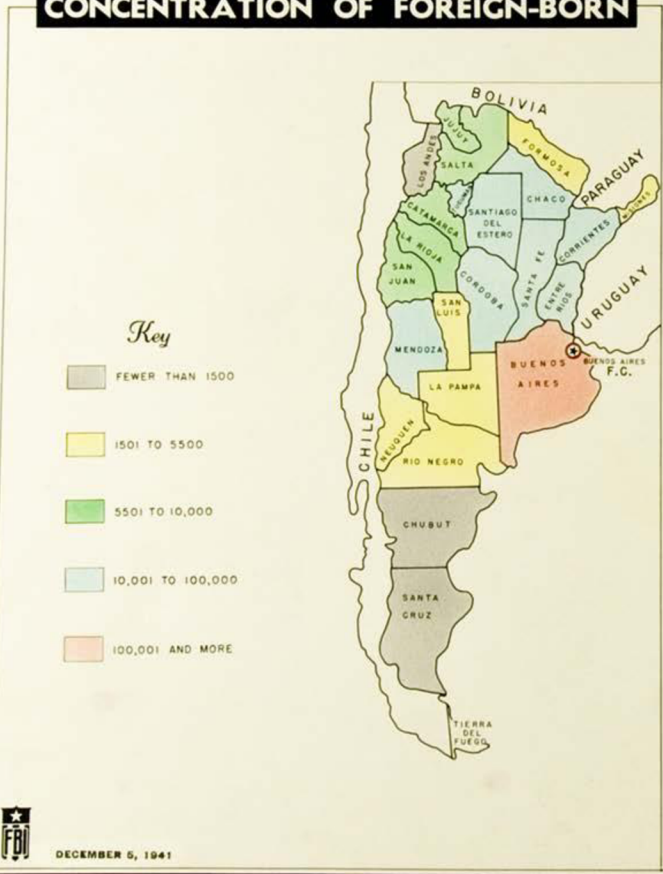 CONCENTRATION OF FOREIGN-BORN
BOLIVIA
JUJUY
LOS ANDES
SALTA
FORMOSA
PARAGUAY
TUCUMAN
CHACO
MISIONES
CATAMARCA
SANTIAGO
DEL
ESTERO
CORRIENTES
LA RIOJA
SANTA FE
SAN
JUAN
CORDOBA
ENTRE
RIOS
URUGUAY
SAN
LUIS
Key
MENDOZA
BUENOS
AIRES
BUENOS AIRES
F.C.
FEWER THAN 1500
LA PAMPA
CHILE
1501 TO 5500
NEUQUEN
RIO NEGRO
5501 TO 10,000
CHUBUT
10,001 TO 100,000
SANTA
CRUZ
100,001 AND MORE
TIERRA
DEL
FUEGO
FBI
DECEMBER 5, 1941